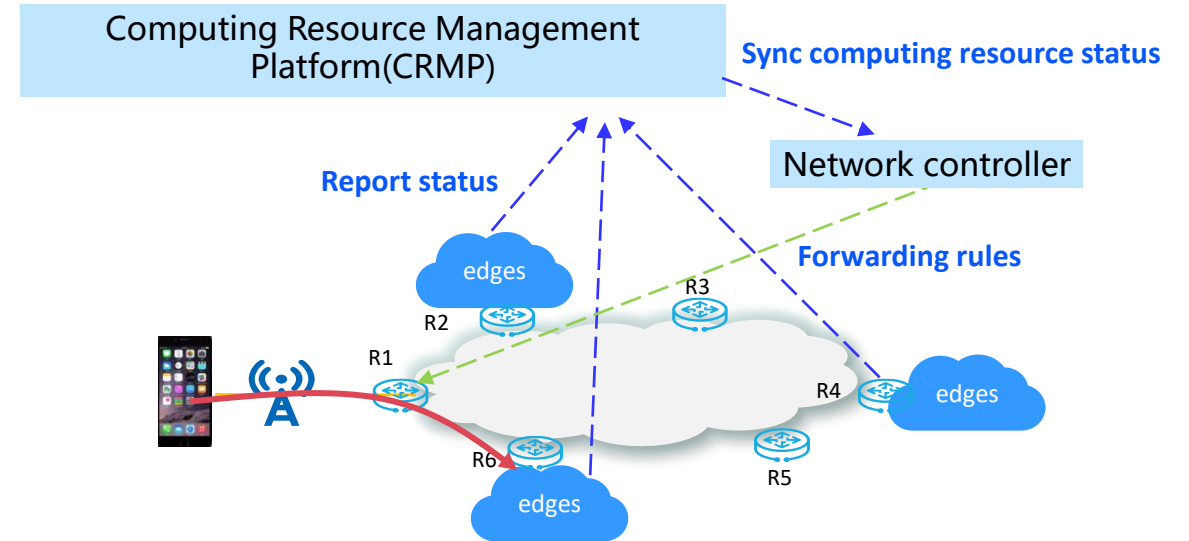 Computing Resource Management
Platform(CRMP)
Sync computing resource status
Network controller
Report status
Forwarding rules
edges
R3
R2
R1
R4
edges
R6
R5
edges